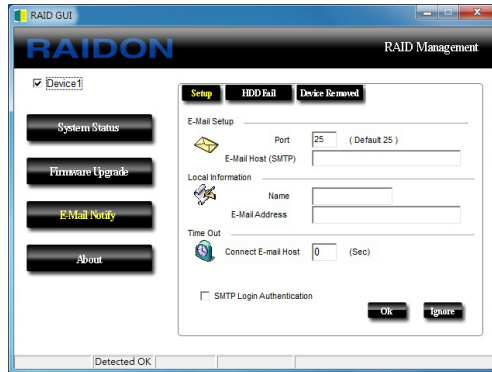 RAID GUI
RAIDON
RAID Management
Device1
System Status
Firmware Upgrade
E-Mail Notify
About
Setup HDD Fail Device Removed
E-Mail Setup
Port 25 ( Default 25 )
E-Mail Host (SMTP)
Local Information
Name
E-Mail Address
Time Out
Connect E-mail Host 0 (Sec)
SMTP Login Authentication
Ok Ignore
Detected OK